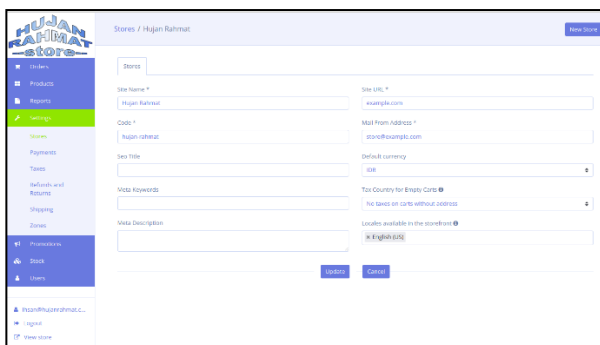 HUJAN
RAHMAT
store
Orders
Products
Reports
Settings
Stores
Payments
Taxes
Refunds and
Returns
Shipping
Zones
Promotions
Stock
Users
ihsan@hujanrahmat.c...
Logout
View store
Stores / Hujan Rahmat
New Store
Stores
Site Name *
Hujan Rahmat
Site URL *
example.com
Code *
hujan-rahmat
Mail From Address *
store@example.com
Seo Title
Default currency
IDR
Meta Keywords
Tax Country for Empty Carts
No taxes on carts without address
Meta Description
Locales available in the storefront
× English (US)
Update
Cancel